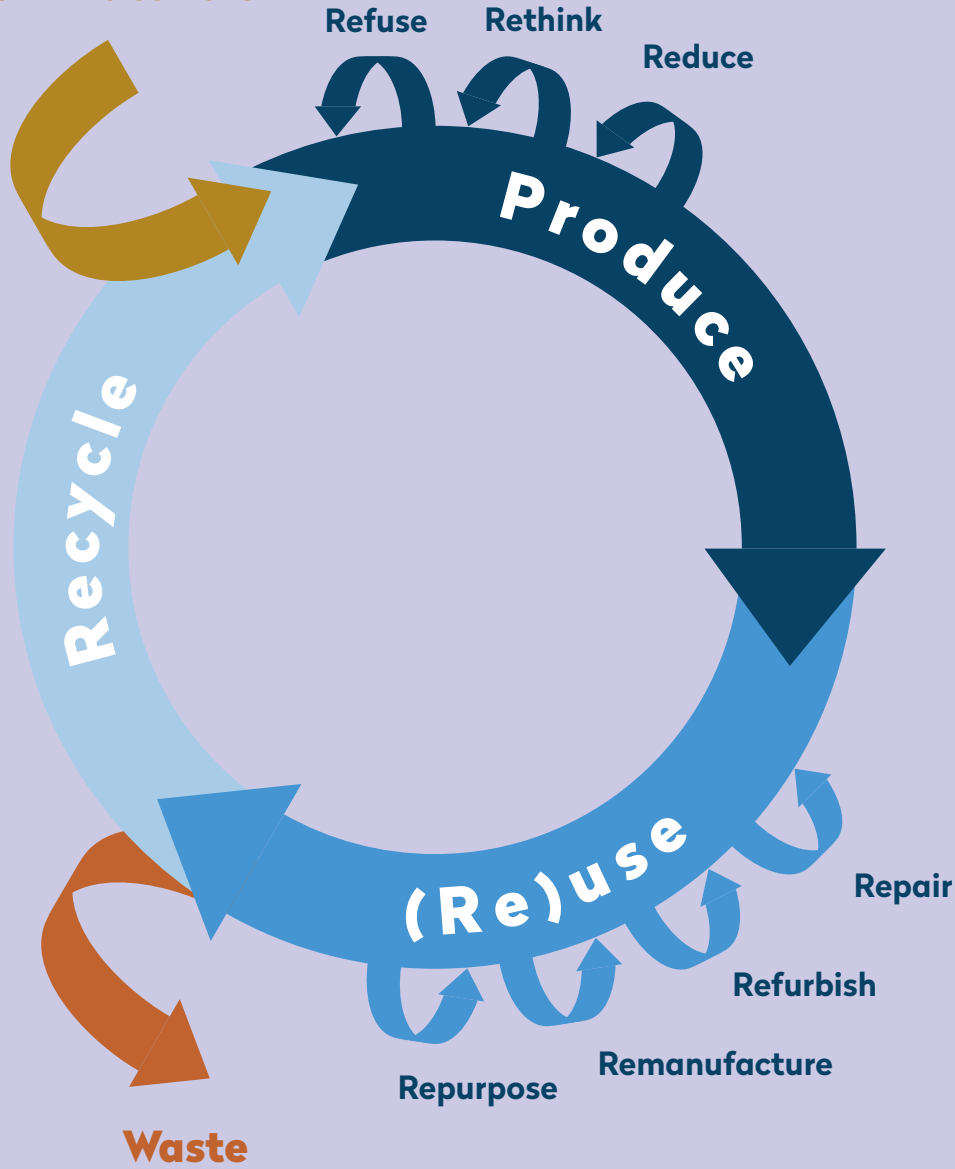 Refuse
Rethink
Reduce
Produce
Recycle
(Re)use
Repair
Refurbish
Remanufacture
Repurpose
Waste